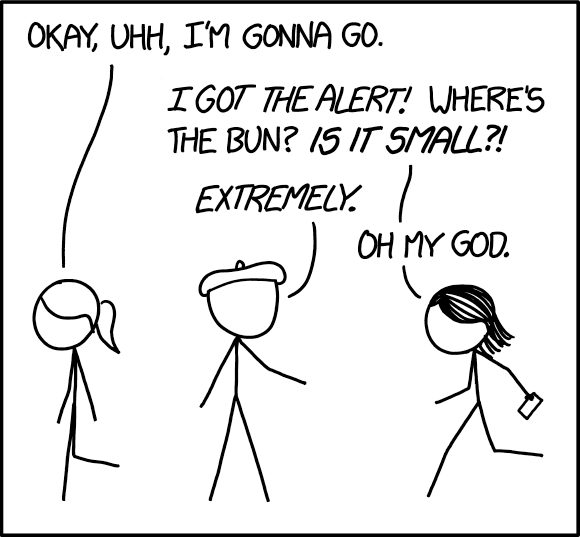 OKAY, UHH, I'M GONNA GO.
I GOT THE ALERT! WHERE'S
THE BUN? IS IT SMALL?!
EXTREMELY.
OH MY GOD.